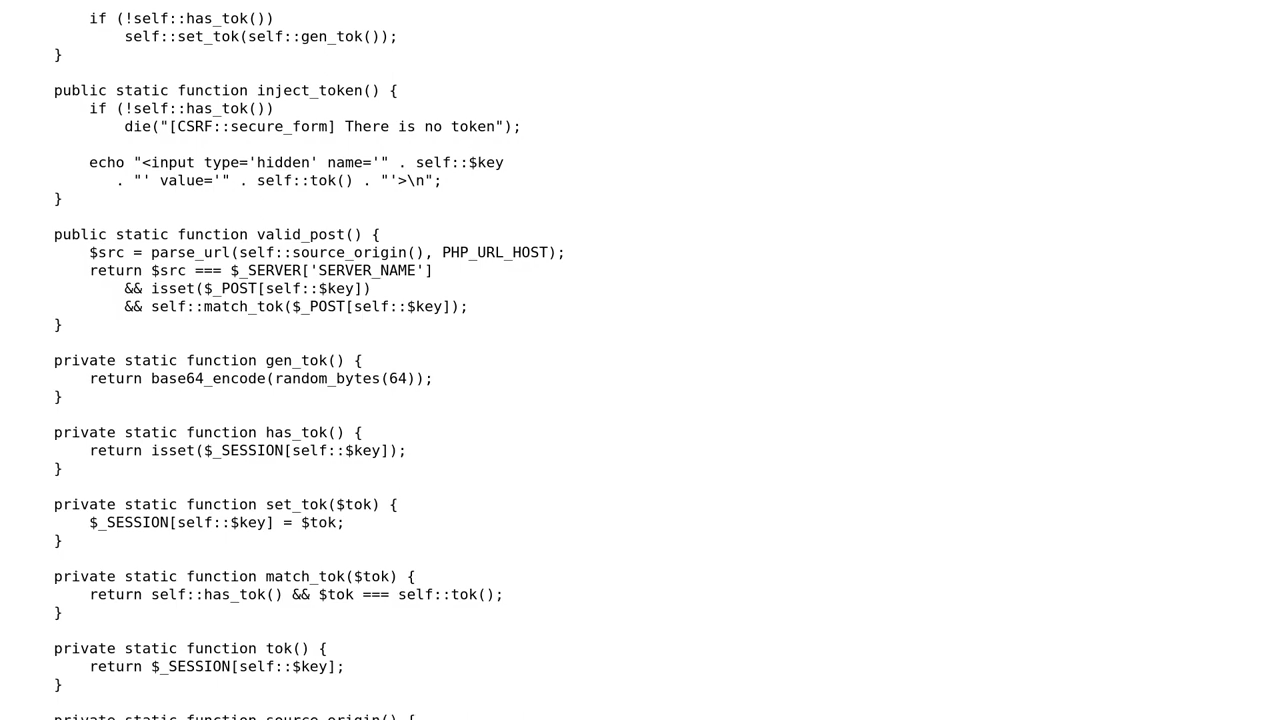 if (!self::has_tok())
            self::set_tok(self::gen_tok());
    }

    public static function inject_token() {
        if (!self::has_tok())
            die("[CSRF::secure_form] There is no token");

        echo "<input type='hidden' name='" . self::$key
           . "' value='" . self::tok() . "'>\n";
    }

    public static function valid_post() {
        $src = parse_url(self::source_origin(), PHP_URL_HOST);
        return $src === $_SERVER['SERVER_NAME']
            && isset($_POST[self::$key])
            && self::match_tok($_POST[self::$key]);
    }

    private static function gen_tok() {
        return base64_encode(random_bytes(64));
    }

    private static function has_tok() {
        return isset($_SESSION[self::$key]);
    }

    private static function set_tok($tok) {
        $_SESSION[self::$key] = $tok;
    }

    private static function match_tok($tok) {
        return self::has_tok() && $tok === self::tok();
    }

    private static function tok() {
        return $_SESSION[self::$key];
    }

    private static function source_origin() {